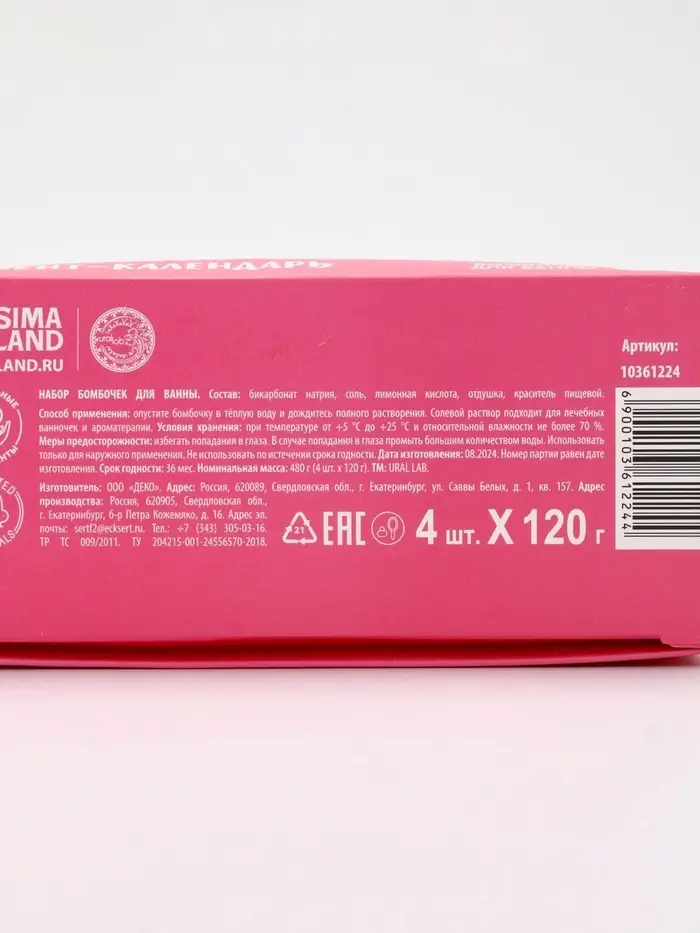 ЕНТ-КАЛЕНДАРЬ
SIMA
LAND
LAND.RU
ural lab
Артикул:
10361224
НАБОР БОМБОЧЕК ДЛЯ ВАННЫ. Состав: бикарбонат натрия, соль, лимонная кислота, отдушка, краситель пищевой.
Способ применения: опустите бомбочку в тёплую воду и дождитесь полного растворения. Солевой раствор подходит для лечебных
ванночек и ароматерапии. Условия хранения: при температуре от +5 °С до +25 °С и относительной влажности не более 70 %.
Меры предосторожности: избегать попадания в глаза. В случае попадания в глаза промыть большим количеством воды. Использовать
только для наружного применения. Не использовать по истечении срока годности. Дата изготовления: 08.2024. Номер партии равен дате
изготовления. Срок годности: 36 мес. Номинальная масса: 480 г (4 шт. х 120 г). ТМ: URAL LAB.
Изготовитель: ООО «ДЕКО». Адрес: Россия, 620089, Свердловская обл., г. Екатеринбург, ул. Саввы Белых, д. 1, кв. 157. Адрес
производства: Россия, 620905, Свердловская обл.,
г. Екатеринбург, б-р Петра Кожемяко, д. 16. Адрес эл.
почты: sertf2@ecksert.ru. Тел.: +7 (343) 305-03-16.
ТР ТС 009/2011. ТУ 20421S-001-24556570-2018.
21
EAC
4 шт. X 120 г
6 900103 612244